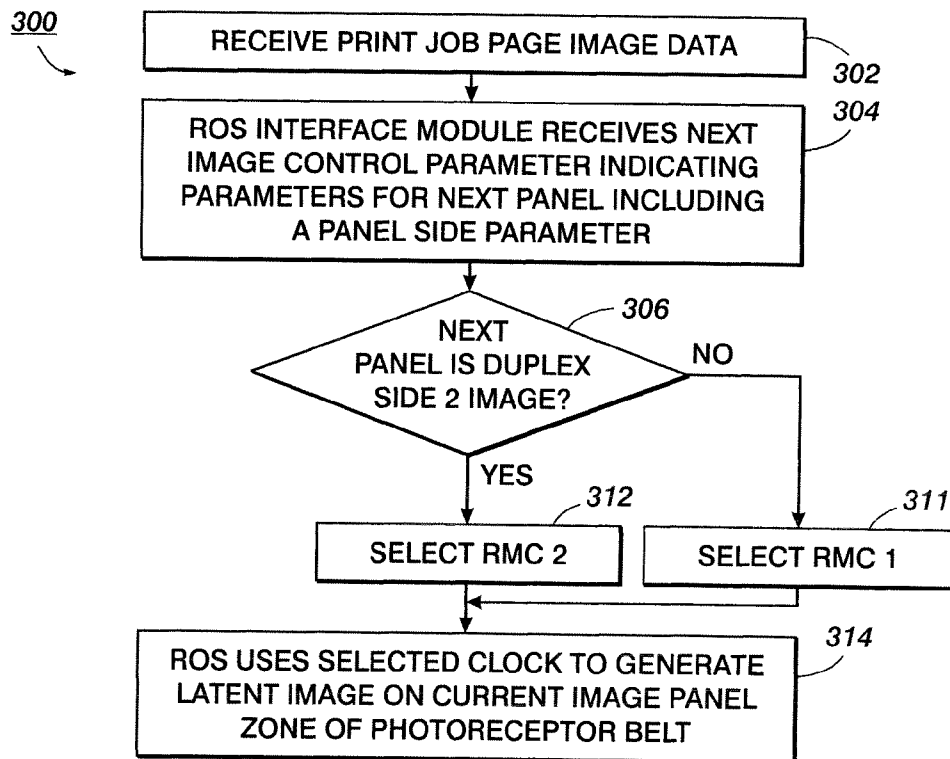 300
RECEIVE PRINT JOB PAGE IMAGE DATA
302
304
ROS INTERFACE MODULE RECEIVES NEXT
IMAGE CONTROL PARAMETER INDICATING
PARAMETERS FOR NEXT PANEL INCLUDING
A PANEL SIDE PARAMETER
306
NEXT
PANEL IS DUPLEX
SIDE 2 IMAGE?
NO
YES
312
311
SELECT RMC 2
SELECT RMC 1
314
ROS USES SELECTED CLOCK TO GENERATE
LATENT IMAGE ON CURRENT IMAGE PANEL
ZONE OF PHOTORECEPTOR BELT